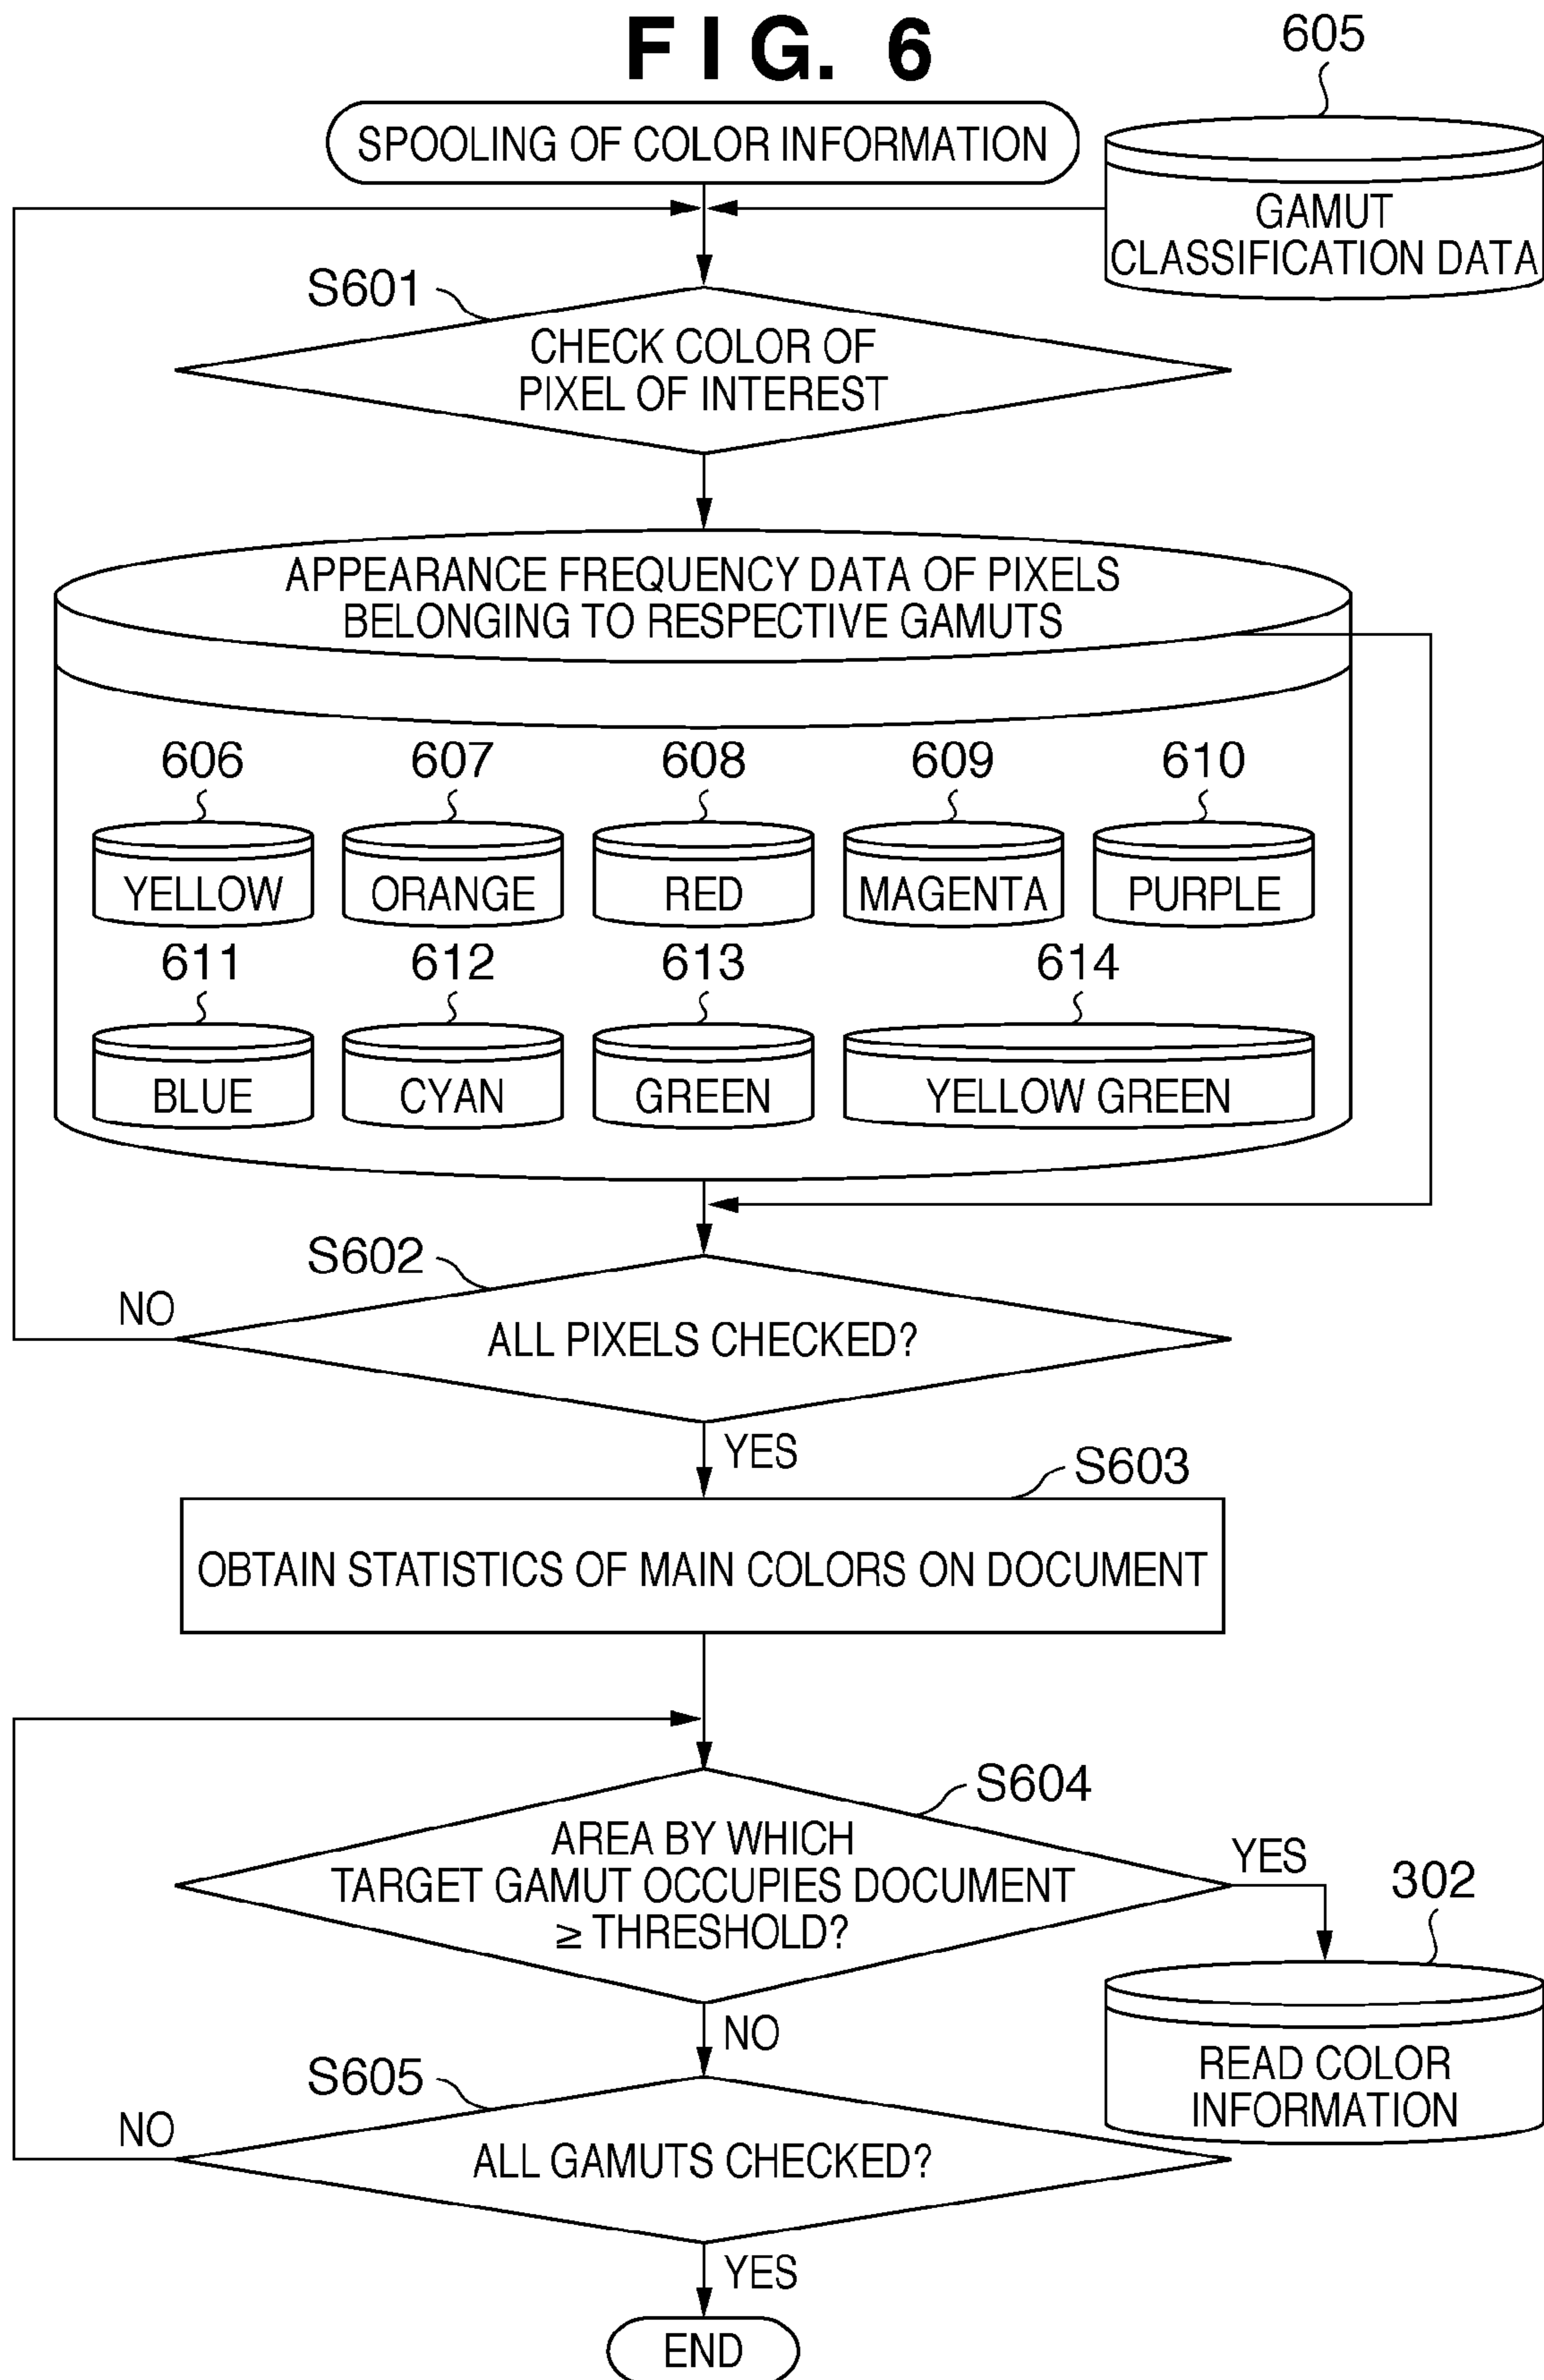 FIG. 6
605
SPOOLING OF COLOR INFORMATION
GAMUT
CLASSIFICATION DATA
S601
CHECK COLOR OF
PIXEL OF INTEREST
APPEARANCE FREQUENCY DATA OF PIXELS
BELONGING TO RESPECTIVE GAMUTS
606 607 608 609 610
YELLOW ORANGE RED MAGENTA PURPLE
611 612 613 614
BLUE CYAN GREEN YELLOW GREEN
S602
NO
ALL PIXELS CHECKED?
YES
S603
OBTAIN STATISTICS OF MAIN COLORS ON DOCUMENT
S604
AREA BY WHICH
TARGET GAMUT OCCUPIES DOCUMENT
≥ THRESHOLD?
YES
302
NO
READ COLOR
INFORMATION
S605
NO
ALL GAMUTS CHECKED?
YES
END